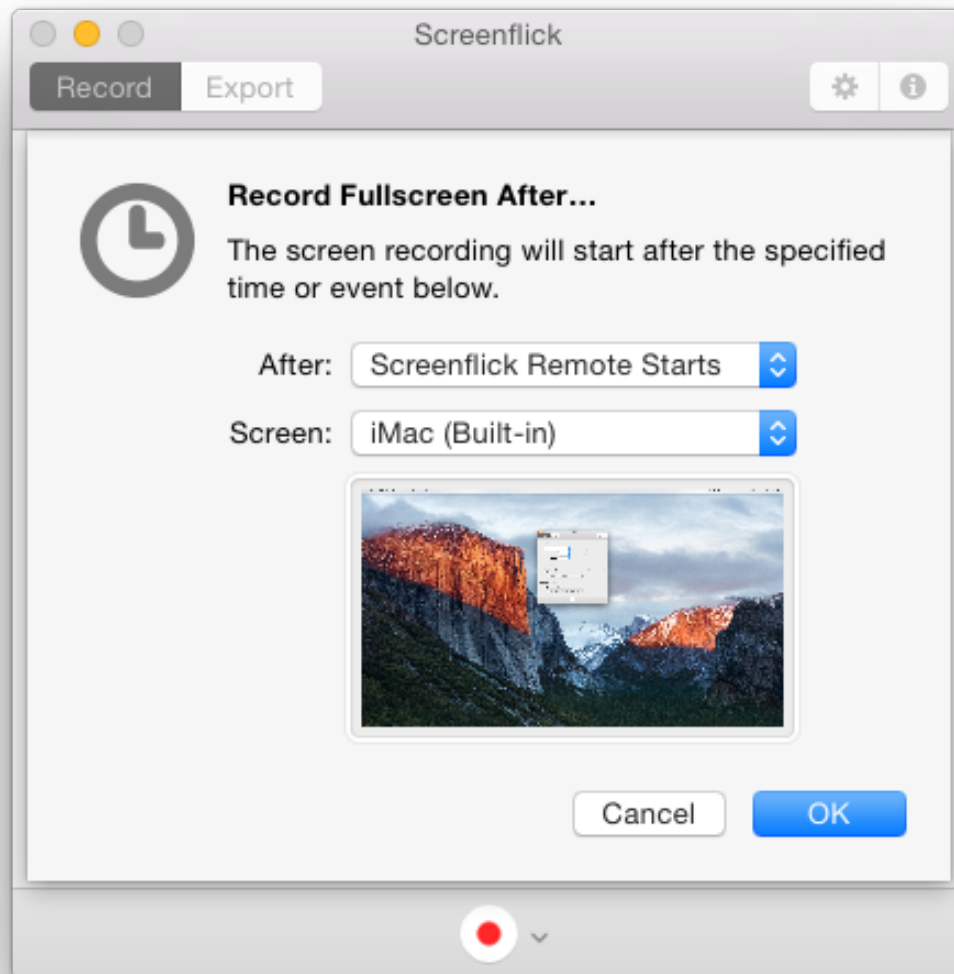 Screenflick
Record Export
Record Fullscreen After...
The screen recording will start after the specified
time or event below.
After: Screenflick Remote Starts
Screen: iMac (Built-in)
Cancel OK